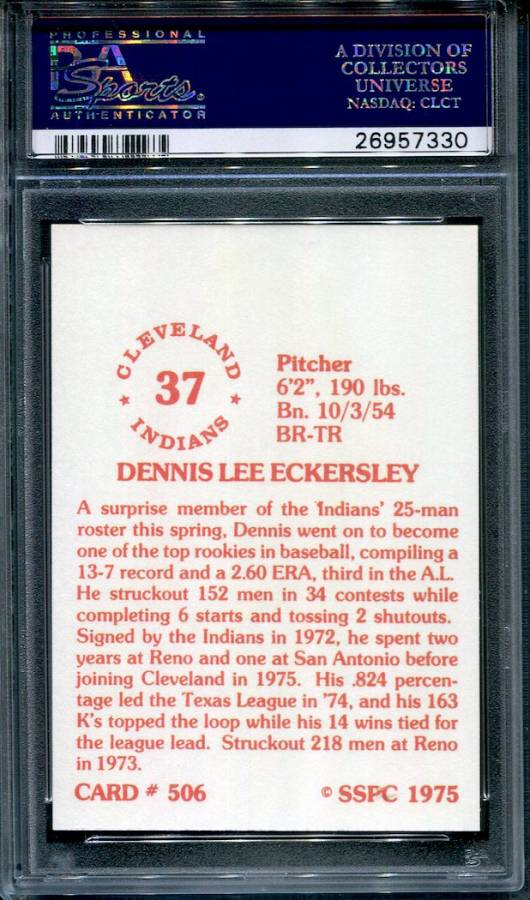 PROFESSIONAL
PSA
Sports
AUTHENTICATOR
A DIVISION OF
COLLECTORS
UNIVERSE
NASDAQ: CLCT
26957330
CLEVELAND
37
INDIANS
Pitcher
6'2", 190 lbs.
Bn. 10/3/54
BR-TR
DENNIS LEE ECKERSLEY
A surprise member of the Indians' 25-man
roster this spring, Dennis went on to become
one of the top rookies in baseball, compiling a
13-7 record and a 2.60 ERA, third in the A.L.
He struckout 152 men in 34 contests while
completing 6 starts and tossing 2 shutouts.
Signed by the Indians in 1972, he spent two
years at Reno and one at San Antonio before
joining Cleveland in 1975. His .824 percen-
tage led the Texas League in '74, and his 163
K's topped the loop while his 14 wins tied for
the league lead. Struckout 218 men at Reno
in 1973.
CARD # 506
© SSPC 1975